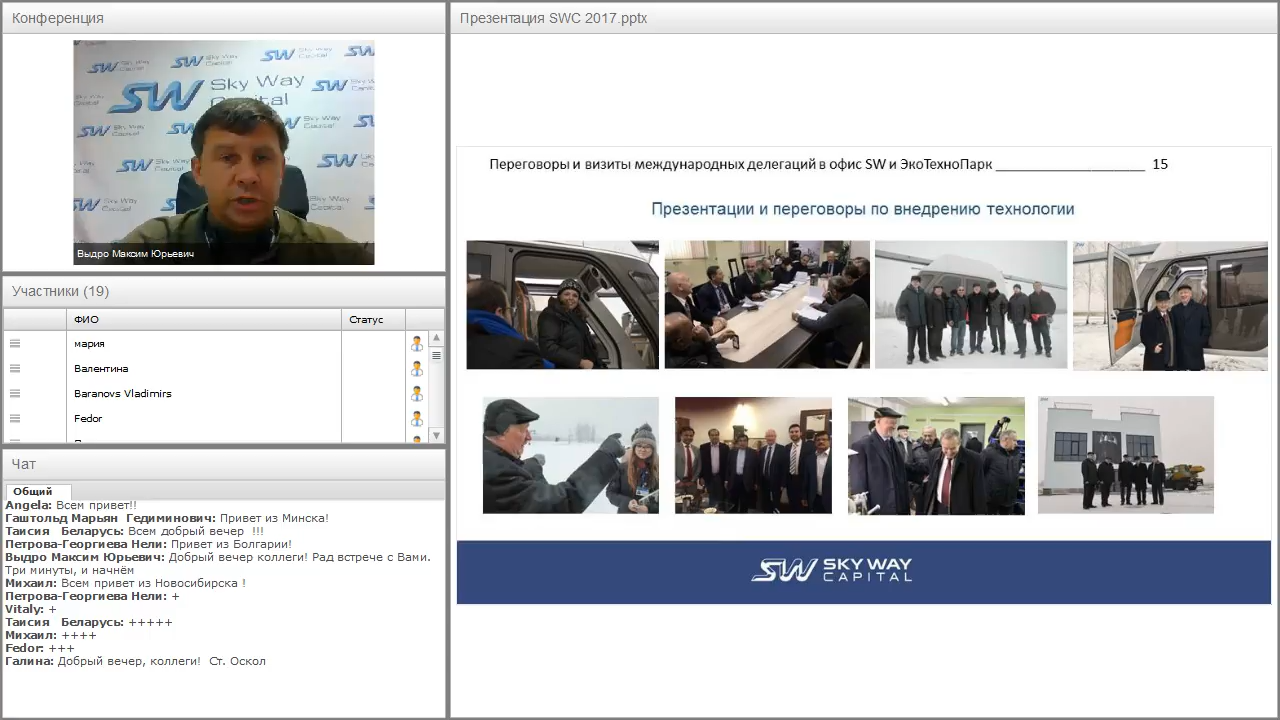 Конференция
SW Sky Way Capital
Выдро Максим Юрьевич
Участники (19)
ФИО
Статус
мария
Валентина
Baranovs Vladimirs
Fedor
Чат
Общий
Angela: Всем привет!!
Гаштольд Марьян Гедиминович: Привет из Минска!
Таисия Беларусь: Всем добрый вечер !!!
Петрова-Георгиева Нели: Привет из Болгарии!
Выдро Максим Юрьевич: Добрый вечер коллеги! Рад встрече с Вами.
Три минуты, и начнём
Михаил: Всем привет из Новосибирска !
Петрова-Георгиева Нели: +
Vitaly: +
Таисия Беларусь: +++++
Михаил: ++++
Fedor: +++
Галина: Добрый вечер, коллеги! Ст. Оскол
Презентация SWC 2017.pptx
Переговоры и визиты международных делегаций в офис SW и ЭкоТехноПарк ____________________ 15
Презентации и переговоры по внедрению технологии
SW SKY WAY
CAPITAL